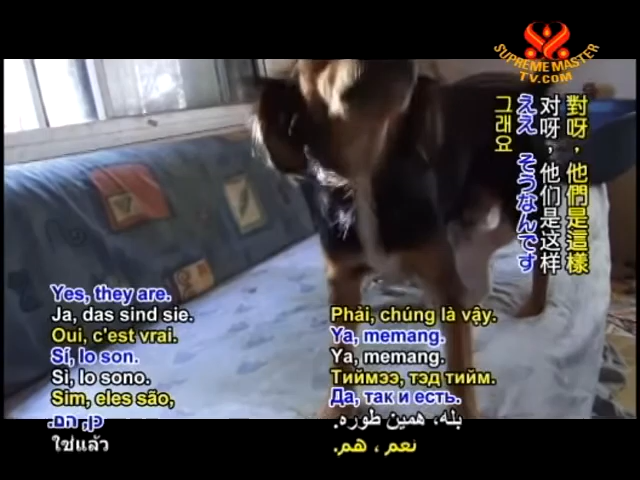 SUPREME MASTER
TV.COM
對呀，他們是這樣
对呀，他们是这样
ええ そうなんです
그래요
Yes, they are.
Ja, das sind sie.
Oui, c'est vrai.
Sí, lo son.
Si, lo sono.
Sim, eles são,
כן, הם.
ใช่แล้ว
Phải, chúng là vậy.
Ya, memang.
Ya, memang.
Тиймээ, тэд тийм.
Да, так и есть.
بله، همین طوره.
نعم ، هم.